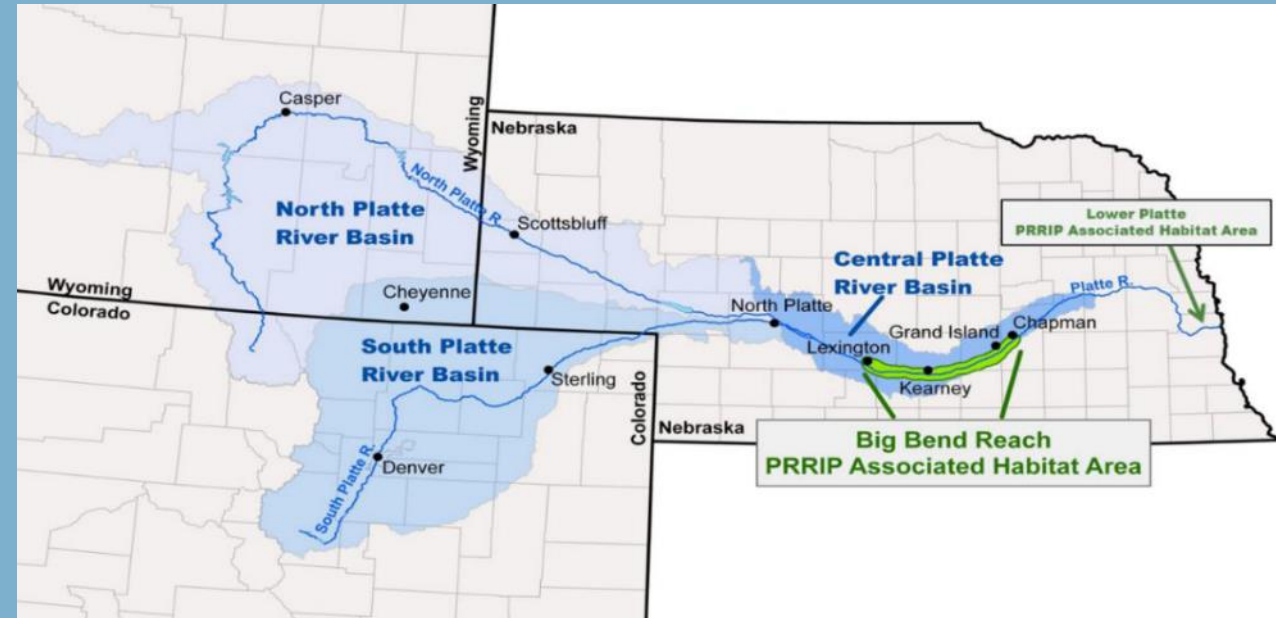 Casper
Wyoming
Nebraska
North Platte R.
North Platte
River Basin
Scottsbluff
Lower Platte
PRRIP Associated Habitat Area
Wyoming
Colorado
Cheyenne
Central Platte
River Basin
Platte R.
North Platte
Grand Island
Chapman
Lexington
South Platte
River Basin
Sterling
Kearney
Colorado
Nebraska
Big Bend Reach
PRRIP Associated Habitat Area
Denver
South Platte R.